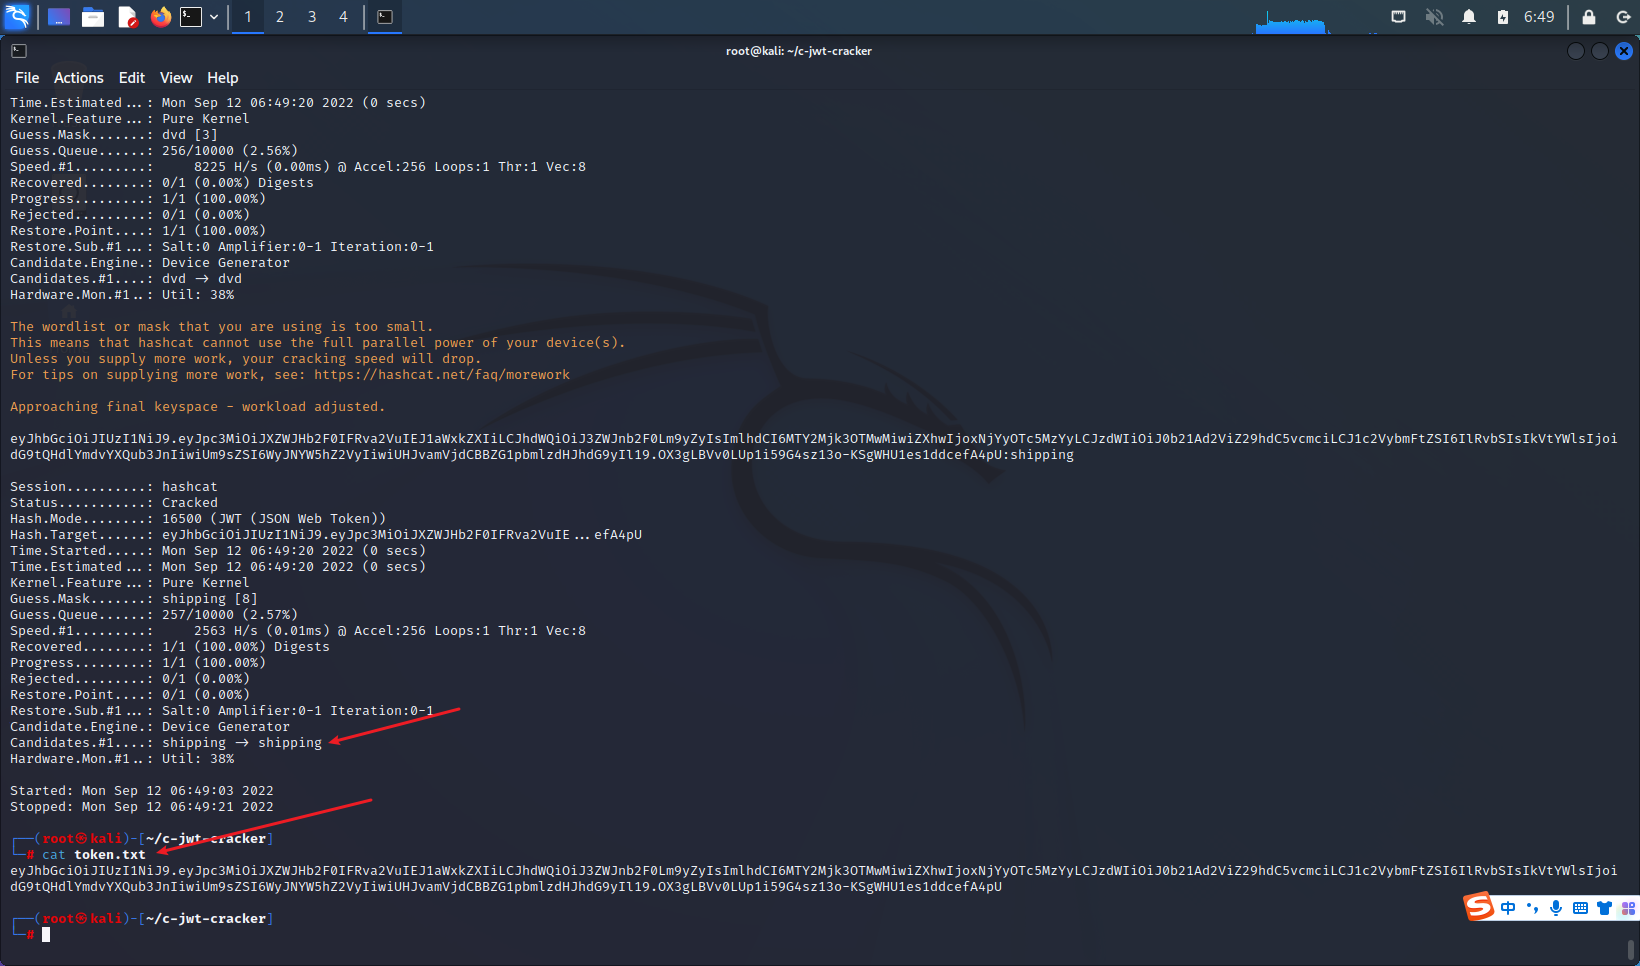 1 2 3 4 6:49
root@kali: ~/c-jwt-cracker
File Actions Edit View Help
Time.Estimated...: Mon Sep 12 06:49:20 2022 (0 secs)
Kernel.Feature...: Pure Kernel
Guess.Mask.......: dvd [3]
Guess.Queue......: 256/10000 (2.56%)
Speed.#1.........:     8225 H/s (0.00ms) @ Accel:256 Loops:1 Thr:1 Vec:8
Recovered........: 0/1 (0.00%) Digests
Progress.........: 1/1 (100.00%)
Rejected.........: 0/1 (0.00%)
Restore.Point....: 1/1 (100.00%)
Restore.Sub.#1...: Salt:0 Amplifier:0-1 Iteration:0-1
Candidate.Engine.: Device Generator
Candidates.#1....: dvd -> dvd
Hardware.Mon.#1..: Util: 38%
The wordlist or mask that you are using is too small.
This means that hashcat cannot use the full parallel power of your device(s).
Unless you supply more work, your cracking speed will drop.
For tips on supplying more work, see: https://hashcat.net/faq/morework
Approaching final keyspace - workload adjusted.
eyJhbGciOiJIUzI1NiJ9.eyJpc3MiOiJXZWJHb2F0IFRva2VuIEJ1aWxkZXIiLCJhdWQiOiJ3ZWJnb2F0Lm9yZyIsImlhdCI6MTY2Mjk3OTMwMiwiZXhwIjoxNjYyOTc5MzYyLCJzdWIiOiJ0b21Ad2ViZ29hdC5vcmciLCJ1c2VybmFtZSI6IlRvbSIsIkVtYWlsIjoi
dG9tQHdlYmdvYXQub3JnIiwiUm9sZSI6WyJNYW5hZ2VyIiwiUHJvamVjdCBBZG1pbmlzdHJhdG9yIl19.OX3gLBVv0LUp1i59G4sz13o-KSgWHU1es1ddcefA4pU:shipping
Session..........: hashcat
Status...........: Cracked
Hash.Mode........: 16500 (JWT (JSON Web Token))
Hash.Target......: eyJhbGciOiJIUzI1NiJ9.eyJpc3MiOiJXZWJHb2F0IFRva2VuIE...efA4pU
Time.Started.....: Mon Sep 12 06:49:20 2022 (0 secs)
Time.Estimated...: Mon Sep 12 06:49:20 2022 (0 secs)
Kernel.Feature...: Pure Kernel
Guess.Mask.......: shipping [8]
Guess.Queue......: 257/10000 (2.57%)
Speed.#1.........:     2563 H/s (0.01ms) @ Accel:256 Loops:1 Thr:1 Vec:8
Recovered........: 1/1 (100.00%) Digests
Progress.........: 1/1 (100.00%)
Rejected.........: 0/1 (0.00%)
Restore.Point....: 0/1 (0.00%)
Restore.Sub.#1...: Salt:0 Amplifier:0-1 Iteration:0-1
Candidate.Engine.: Device Generator
Candidates.#1....: shipping -> shipping
Hardware.Mon.#1..: Util: 38%
Started: Mon Sep 12 06:49:03 2022
Stopped: Mon Sep 12 06:49:21 2022
┌──(root㉿kali)-[~/c-jwt-cracker]
└─# cat token.txt
eyJhbGciOiJIUzI1NiJ9.eyJpc3MiOiJXZWJHb2F0IFRva2VuIEJ1aWxkZXIiLCJhdWQiOiJ3ZWJnb2F0Lm9yZyIsImlhdCI6MTY2Mjk3OTMwMiwiZXhwIjoxNjYyOTc5MzYyLCJzdWIiOiJ0b21Ad2ViZ29hdC5vcmciLCJ1c2VybmFtZSI6IlRvbSIsIkVtYWlsIjoi
dG9tQHdlYmdvYXQub3JnIiwiUm9sZSI6WyJNYW5hZ2VyIiwiUHJvamVjdCBBZG1pbmlzdHJhdG9yIl19.OX3gLBVv0LUp1i59G4sz13o-KSgWHU1es1ddcefA4pU
┌──(root㉿kali)-[~/c-jwt-cracker]
└─#
S 中